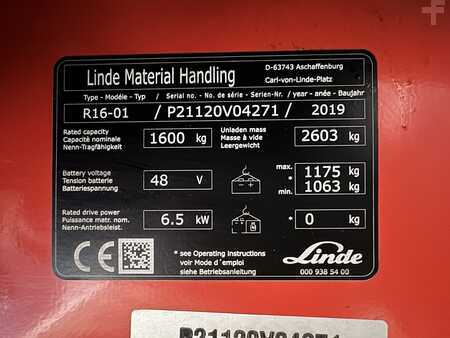 Linde Material Handling
D-63743 Aschaffenburg
Carl-von-Linde-Platz
Type - Modéle - Typ / Serial no. - No. de série - Serien-Nr. / year - année - Baujahr
R16-01 / P21120V04271 / 2019
Rated capacity
Capacité nominale
Nenn-Tragfähigkeit
1600 kg
Unladen mass
Masse à vide
Leergewicht
2603 kg
Battery voltage
Tension batterie
Batteriespannung
48 V
max.
*
min.
1175 kg
1063 kg
Rated drive power
Puissance matr. nom.
Nenn-Antriebsleist.
6.5 kW
* 0 kg
CE
* see Operating instructions
voir Mode d'emploi
siehe Betriebsanleitung
Linde
000 938 54 00
P21120V04271